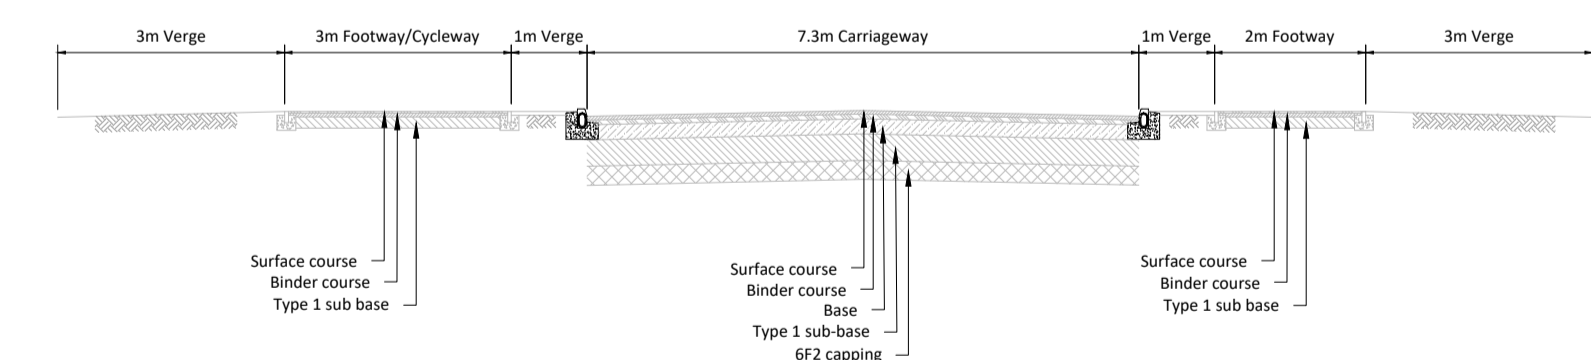 3m Verge
3m Footway/Cycleway
1m Verge
7.3m Carriageway
1m Verge
2m Footway
3m Verge
Surface course
Binder course
Type 1 sub base
Surface course
Binder course
Base
Type 1 sub-base
6F2 capping
Surface course
Binder course
Type 1 sub base